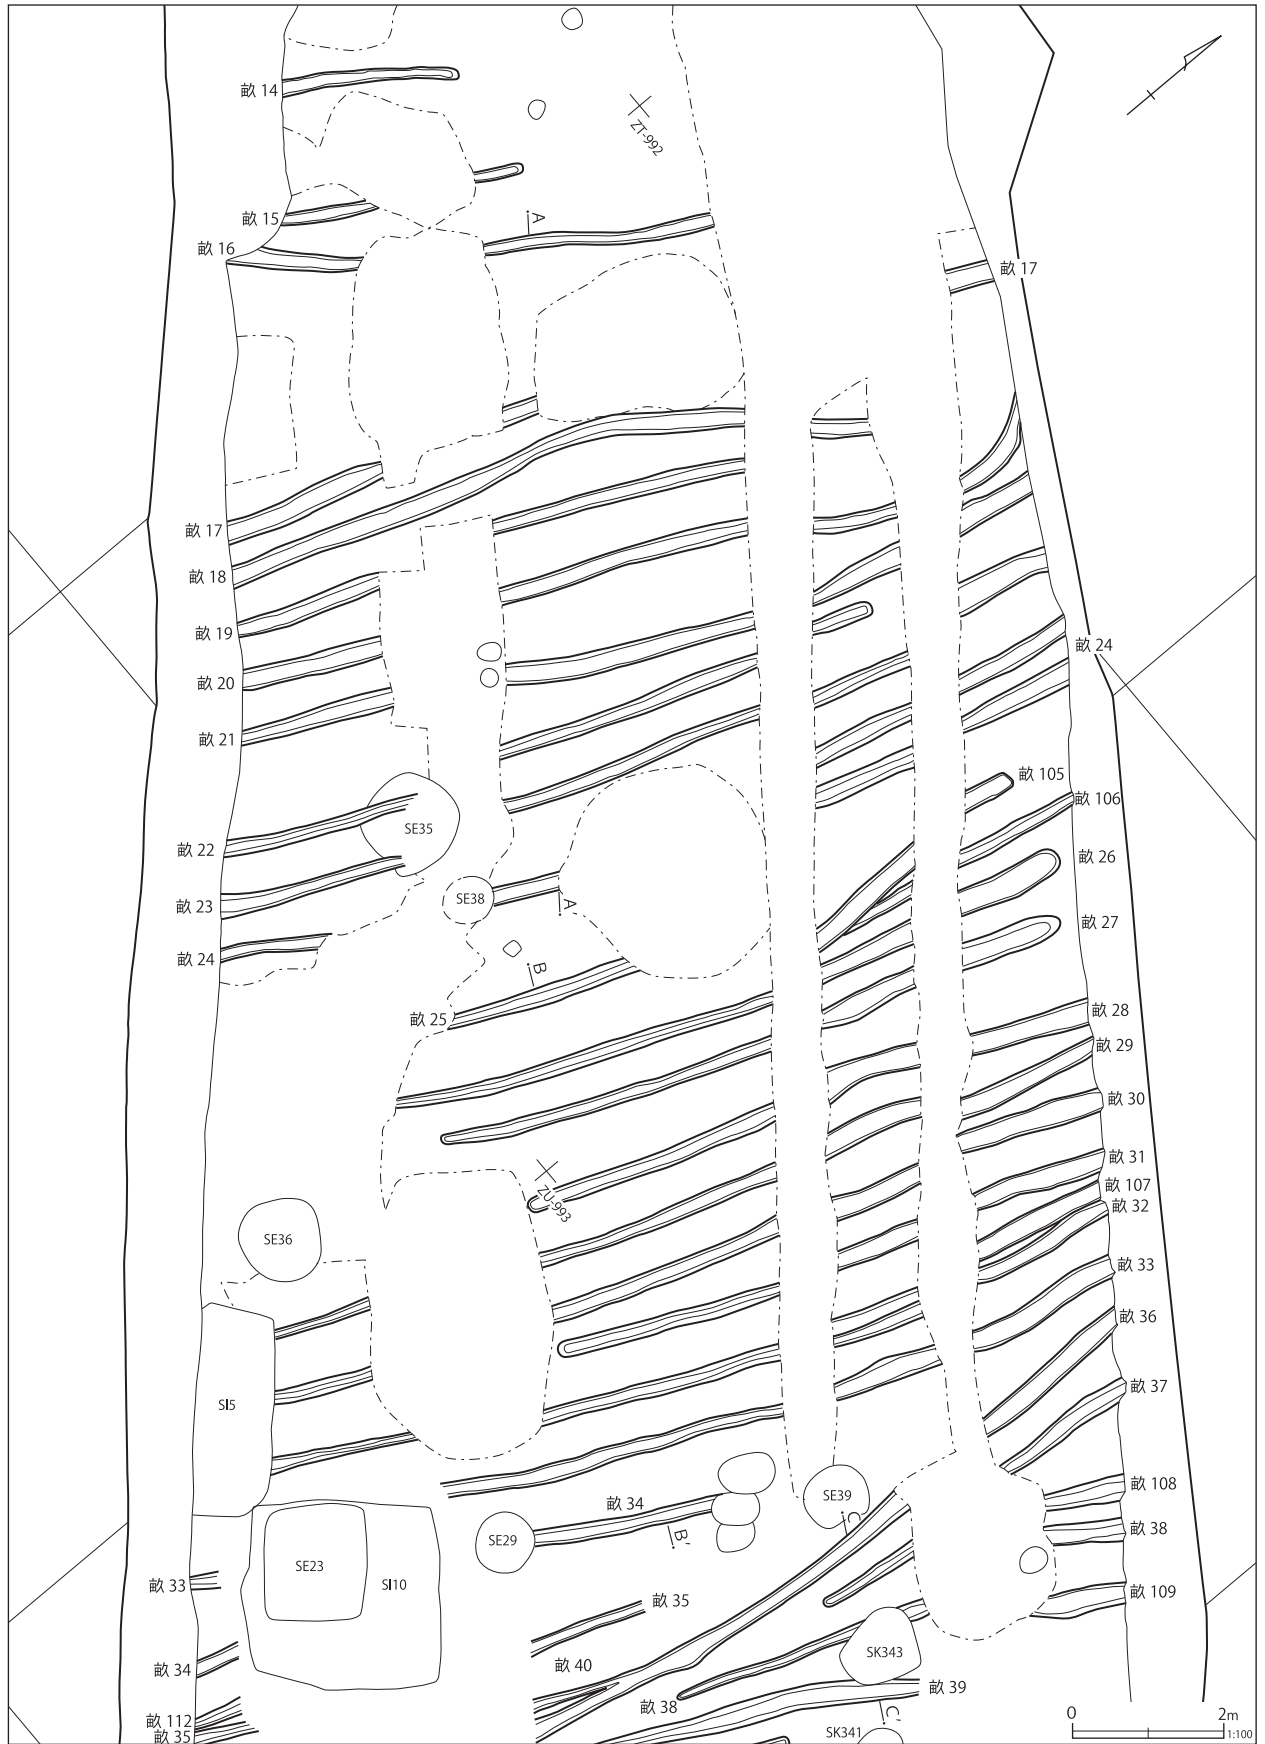 畝 14
ZT-992
畝 15
A
畝 16
畝 17
畝 17
畝 18
畝 19
畝 20
畝 24
畝 21
畝 105
畝 106
SE35
畝 22
畝 26
SE38
畝 23
A'
畝 27
畝 24
B
畝 25
畝 28
畝 29
畝 30
畝 31
畝 107
ZU-993
畝 32
SE36
畝 33
畝 36
畝 37
SI5
畝 108
畝 34
SE39
C
畝 38
SE29
B'
SE23
SI10
畝 33
畝 109
畝 35
SK343
畝 40
畝 34
畝 39
畝 38
C'
畝 112
SK341
畝 35
0
2m
1:100